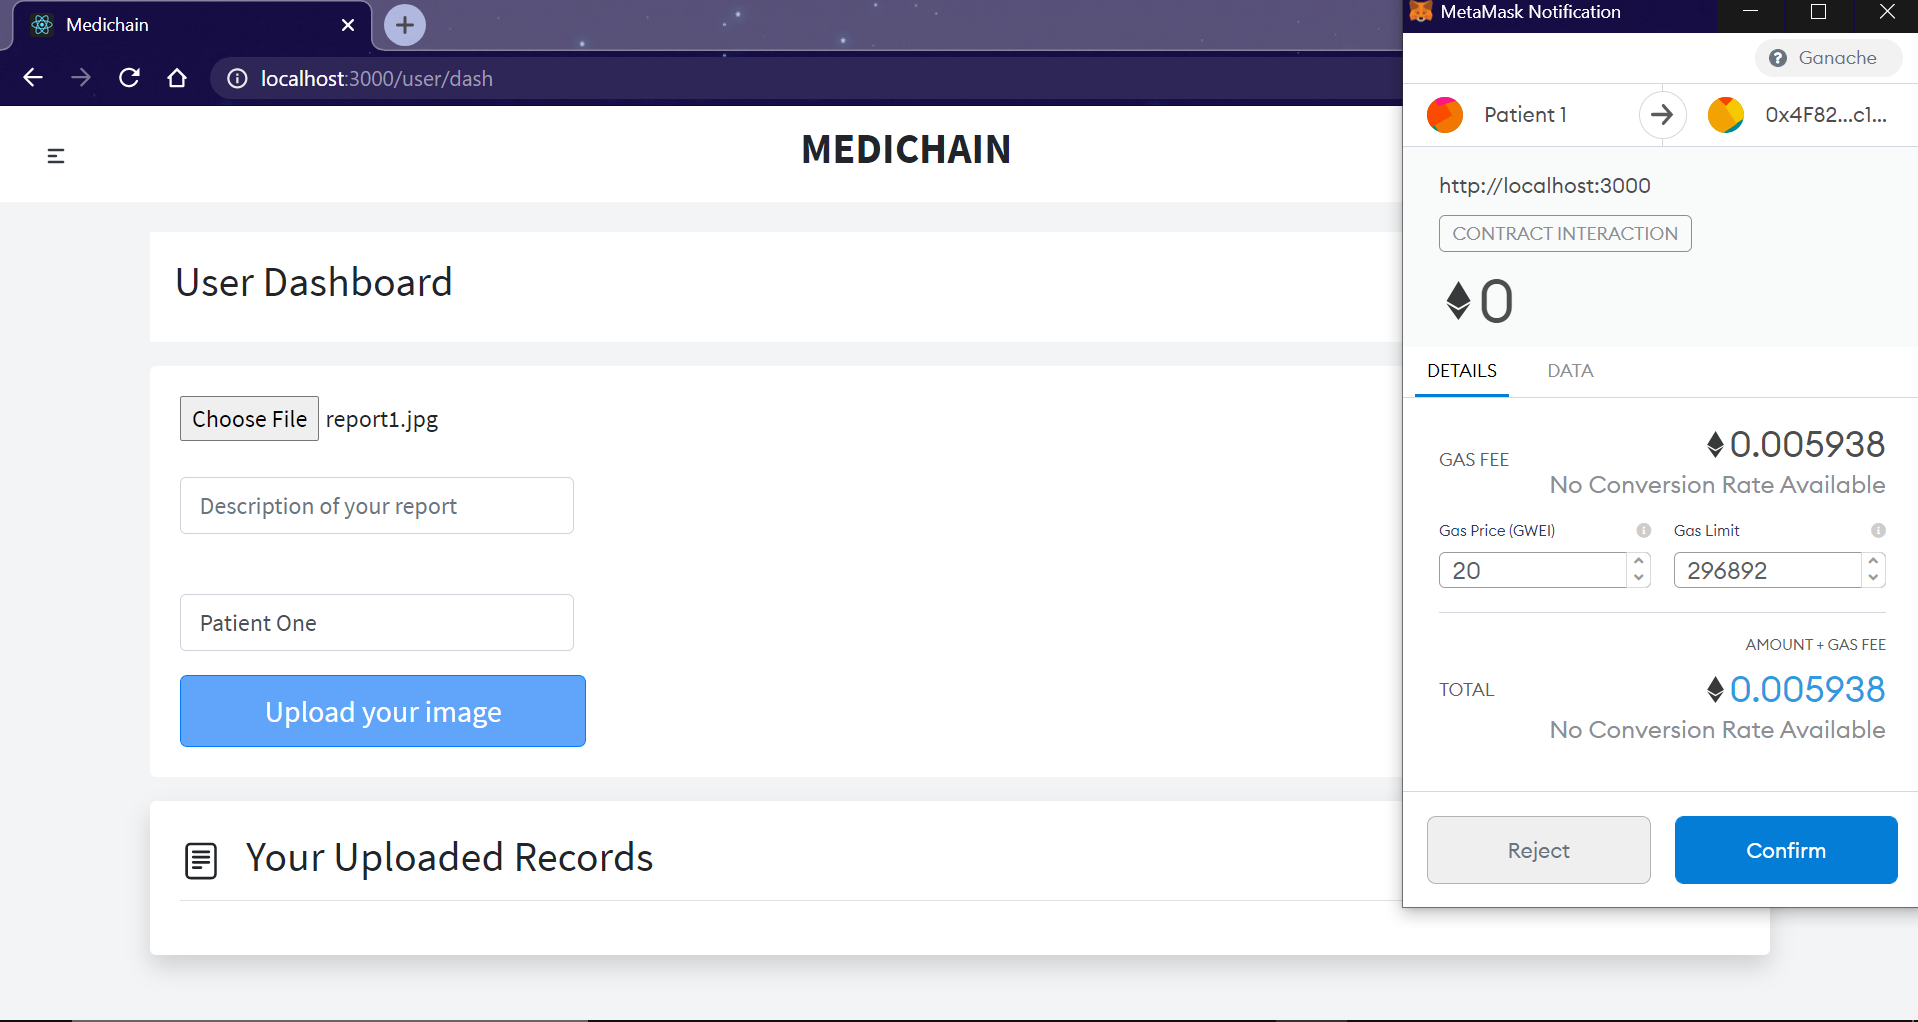 Medichain
localhost:3000/user/dash
MEDICHAIN
User Dashboard
Choose File report1.jpg
Description of your report
Patient One
Upload your image
Your Uploaded Records
MetaMask Notification
Ganache
Patient 1
0x4F82...c1...
http://localhost:3000
CONTRACT INTERACTION
0
DETAILS DATA
GAS FEE 0.005938
No Conversion Rate Available
Gas Price (GWEI) Gas Limit
20 296892
AMOUNT + GAS FEE
TOTAL 0.005938
No Conversion Rate Available
Reject Confirm